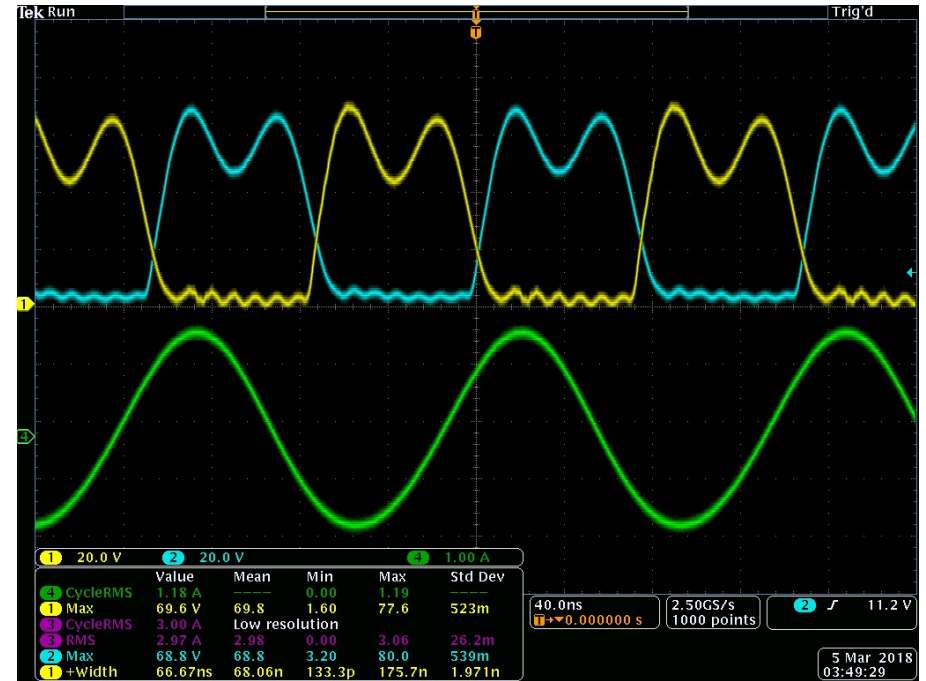 Tek Run Trig'd
T
T
1
4
1 20.0 V 2 20.0 V 4 1.00 A
Value Mean Min Max Std Dev
4 CycleRMS 1.18 A ---- 0.00 1.19 ----
1 Max 69.6 V 69.8 1.60 77.6 523m
3 CycleRMS 3.00 A Low resolution
3 RMS 2.97 A 2.98 0.00 3.06 26.2m
2 Max 68.8 V 68.8 3.20 80.0 539m
1 +Width 66.67ns 68.06n 133.3p 175.7n 1.971n
40.0ns
T→▼0.000000 s
2.50GS/s
1000 points
2 ∫ 11.2 V
5 Mar 2018
03:49:29